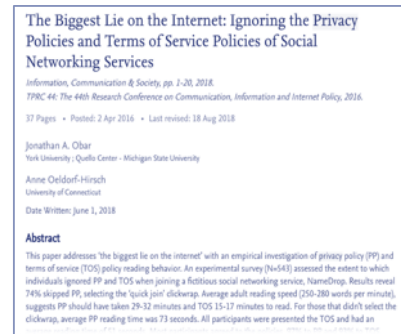 The Biggest Lie on the Internet: Ignoring the Privacy
Policies and Terms of Service Policies of Social
Networking Services
Information, Communication & Society, pp. 1-20, 2018.
TPRC 44: The 44th Research Conference on Communication, Information and Internet Policy, 2016.
37 Pages • Posted: 2 Apr 2016 • Last revised: 18 Aug 2018
Jonathan A. Obar
York University ; Quello Center - Michigan State University
Anne Oeldorf-Hirsch
University of Connecticut
Date Written: June 1, 2018
Abstract
This paper addresses 'the biggest lie on the internet' with an empirical investigation of privacy policy (PP) and
terms of service (TOS) policy reading behavior. An experimental survey (N=543) assessed the extent to which
individuals ignored PP and TOS when joining a fictitious social networking service, NameDrop. Results reveal
74% skipped PP, selecting the 'quick join' clickwrap. Average adult reading speed (250-280 words per minute),
suggests PP should have taken 29-32 minutes and TOS 15-17 minutes to read. For those that didn't select the
clickwrap, average PP reading time was 73 seconds. All participants were presented the TOS and had an